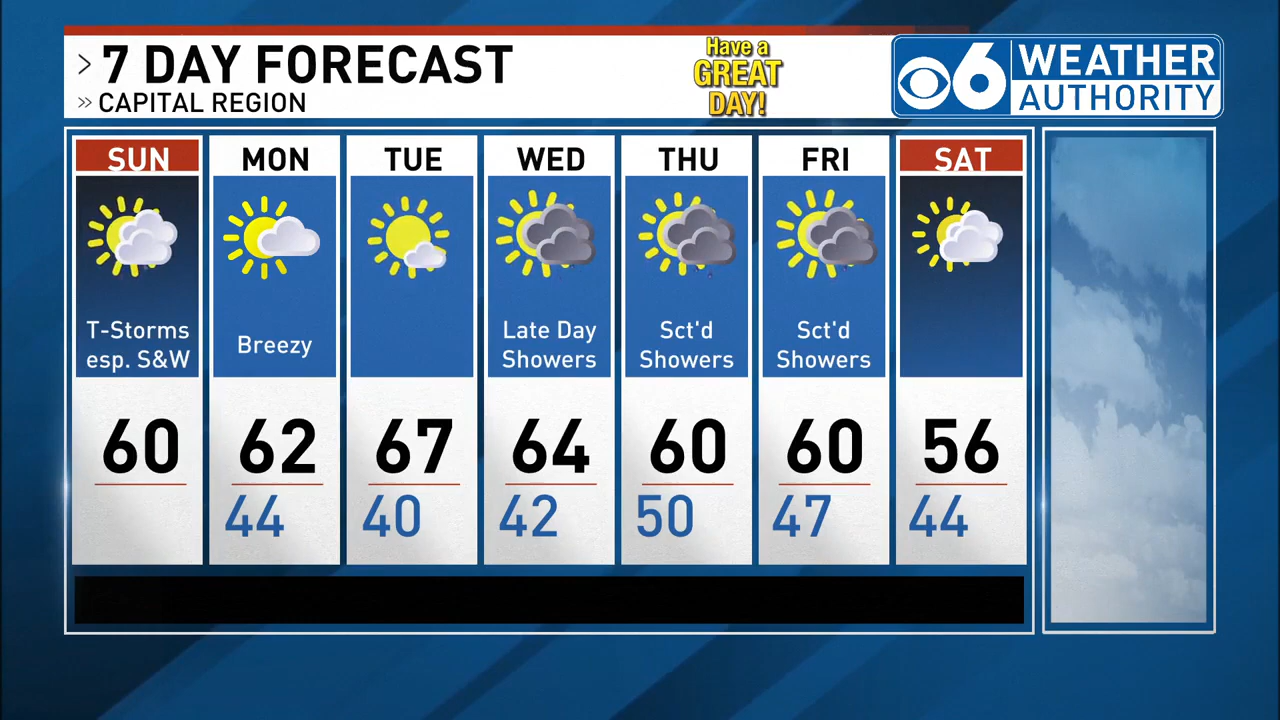 > 7 DAY FORECAST
>> CAPITAL REGION
Have a
GREAT
DAY!
6
WEATHER
AUTHORITY
SUN
MON
TUE
WED
THU
FRI
SAT
T-Storms
esp. S&W
Breezy
Late Day
Showers
Sct'd
Showers
Sct'd
Showers
60
62
67
64
60
60
56
44
40
42
50
47
44